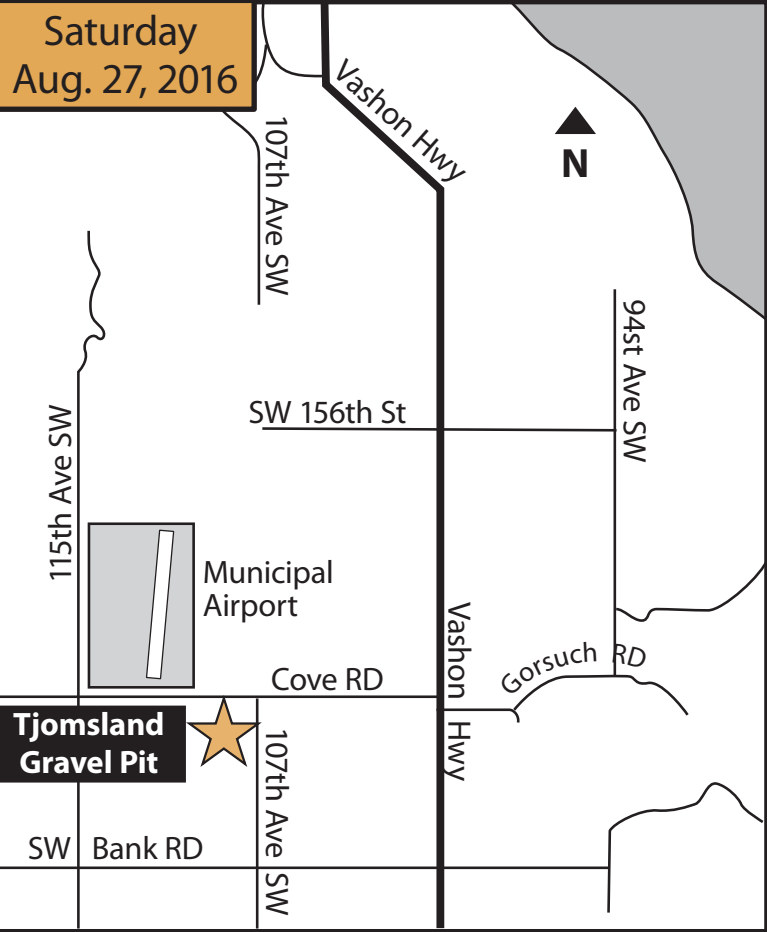 Saturday
Aug. 27, 2016
Vashon Hwy
107th Ave SW
N
94st Ave SW
SW 156th St
115th Ave SW
Municipal
Airport
Vashon Hwy
Gorsuch RD
Cove RD
Tjomsland
Gravel Pit
107th Ave SW
SW Bank RD